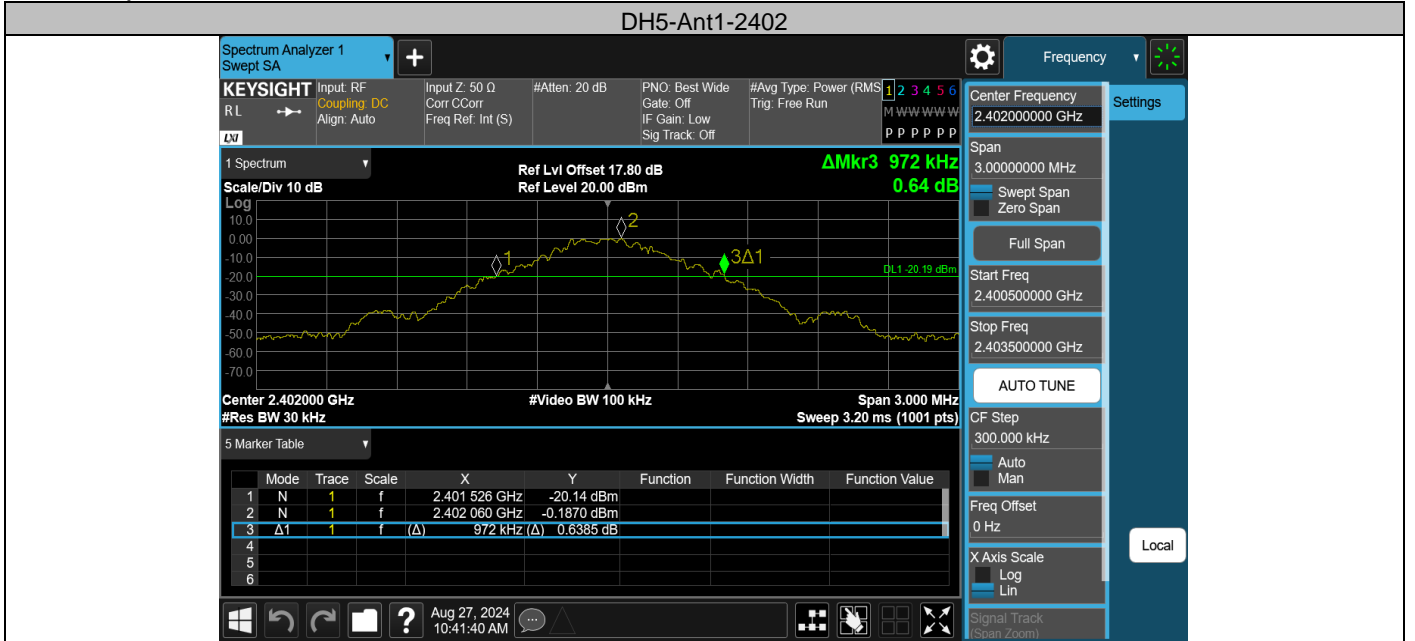 DH5-Ant1-2402
Spectrum Analyzer 1
Swept SA
Frequency
KEYSIGHT
RL
LXI
Input: RF
Coupling: DC
Align: Auto
Input Z: 50 Ω
Corr CCorr
Freq Ref: Int (S)
#Atten: 20 dB
PNO: Best Wide
Gate: Off
IF Gain: Low
Sig Track: Off
#Avg Type: Power (RMS
Trig: Free Run
1 2 3 4 5 6
M W W W W W
P P P P P P
1 Spectrum
Scale/Div 10 dB
Ref Lvl Offset 17.80 dB
Ref Level 20.00 dBm
ΔMkr3 972 kHz
0.64 dB
Log
10.0
0.00
-10.0
-20.0
-30.0
-40.0
-50.0
-60.0
-70.0
1
2
3Δ1
DL1 -20.19 dBm
Center 2.402000 GHz
#Video BW 100 kHz
Span 3.000 MHz
#Res BW 30 kHz
Sweep 3.20 ms (1001 pts)
5 Marker Table
Mode Trace Scale X Y Function Function Width Function Value
1 N 1 f 2.401 526 GHz -20.14 dBm
2 N 1 f 2.402 060 GHz -0.1870 dBm
3 Δ1 1 f (Δ) 972 kHz (Δ) 0.6385 dB
4
5
6
Aug 27, 2024
10:41:40 AM
Center Frequency
2.402000000 GHz
Settings
Span
3.00000000 MHz
Swept Span
Zero Span
Full Span
Start Freq
2.400500000 GHz
Stop Freq
2.403500000 GHz
AUTO TUNE
CF Step
300.000 kHz
Auto
Man
Freq Offset
0 Hz
X Axis Scale
Log
Lin
Signal Track
(Span Zoom)
Local